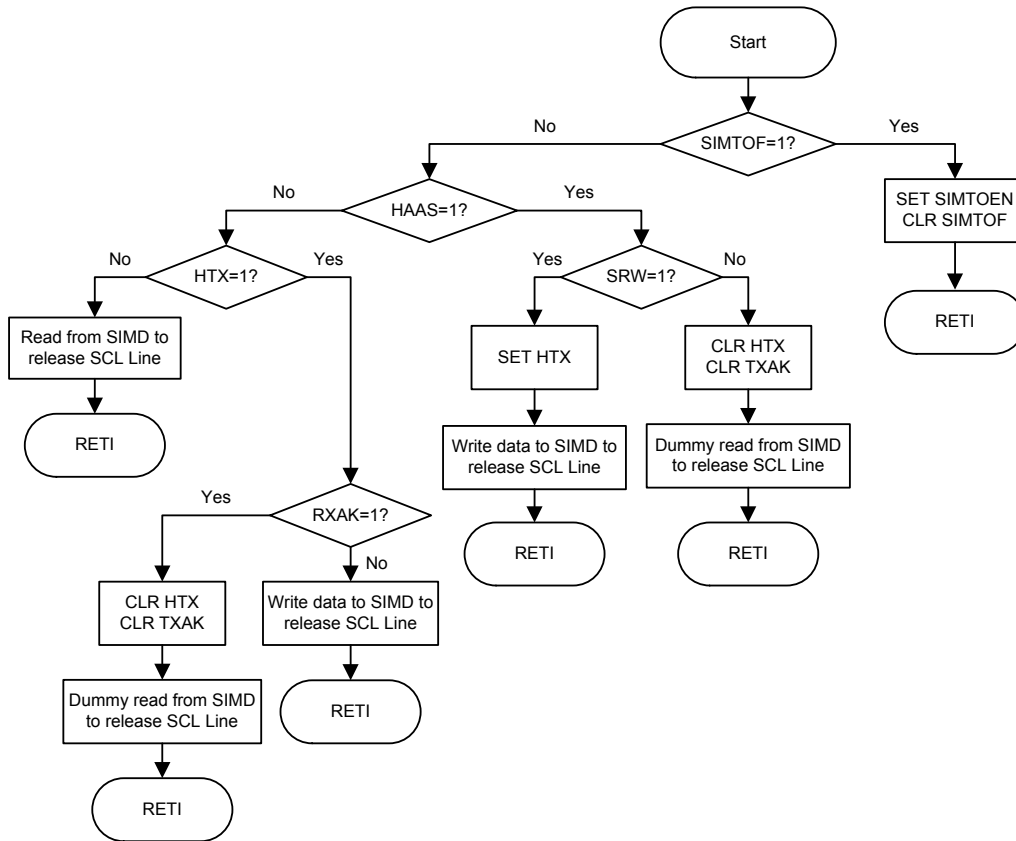 Start
No
SIMTOF=1?
Yes
No
HAAS=1?
Yes
SET SIMTOEN
CLR SIMTOF
No
HTX=1?
Yes
Yes
SRW=1?
No
RETI
Read from SIMD to
release SCL Line
SET HTX
CLR HTX
CLR TXAK
RETI
Write data to SIMD to
release SCL Line
Dummy read from SIMD
to release SCL Line
Yes
RXAK=1?
No
RETI
RETI
CLR HTX
CLR TXAK
Write data to SIMD to
release SCL Line
Dummy read from SIMD
to release SCL Line
RETI
RETI